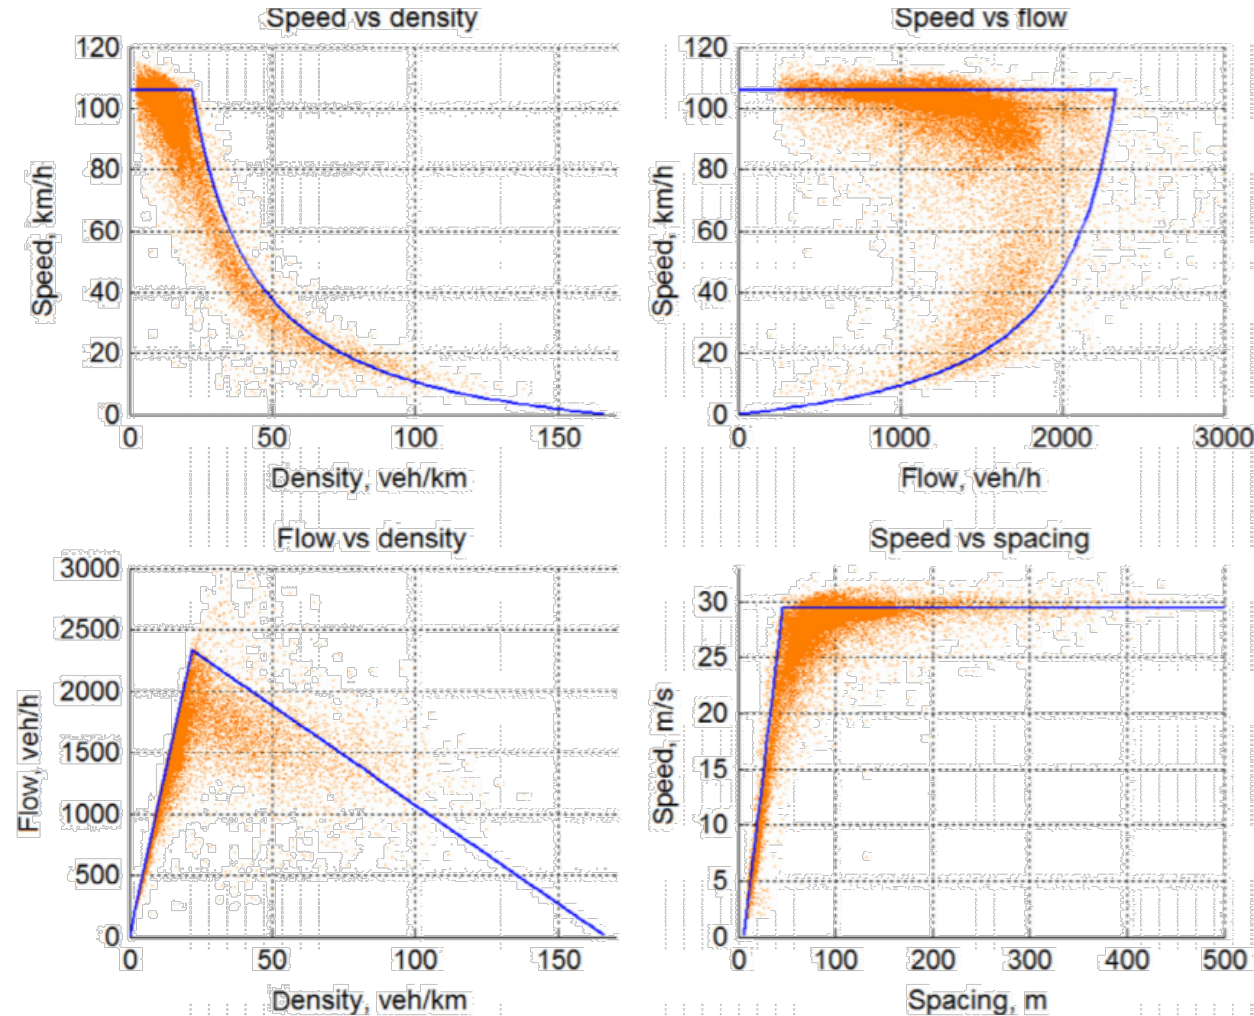 Speed vs density
120
100
80
60
40
20
0
Speed, km/h
0 50 100 150
Density, veh/km
Speed vs flow
120
100
80
60
40
20
0
Speed, km/h
0 1000 2000 3000
Flow, veh/h
Flow vs density
3000
2500
2000
1500
1000
500
0
Flow, veh/h
0 50 100 150
Density, veh/km
Speed vs spacing
30
25
20
15
10
5
0
Speed, m/s
0 100 200 300 400 500
Spacing, m